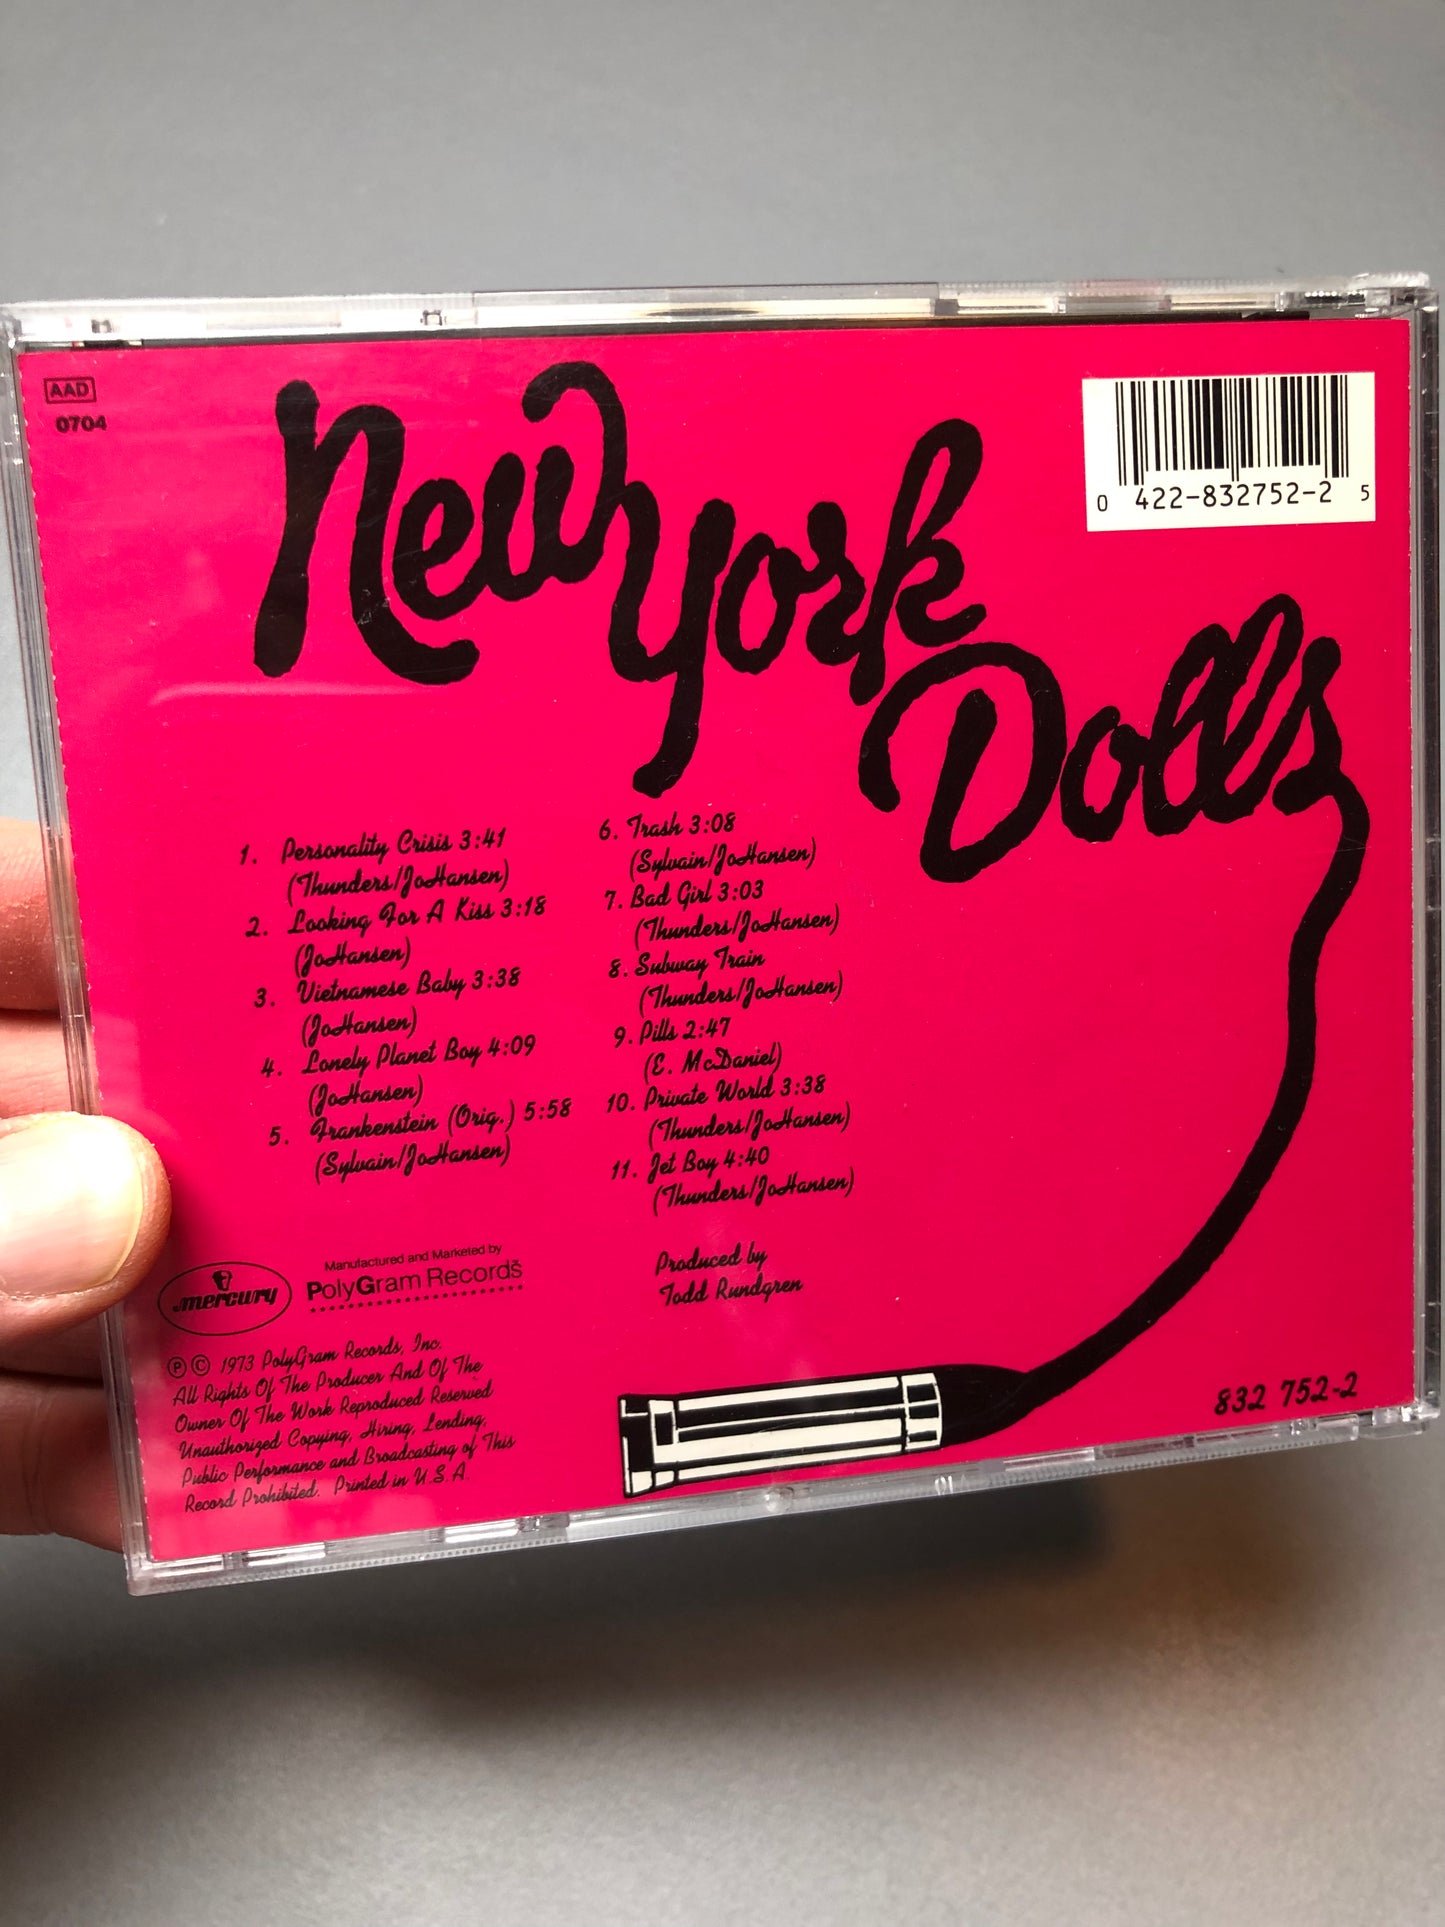 AAD
0704
New York Dolls
0 422-832752-2 5
1. Personality Crisis 3:41
(Thunders/JoHansen)
2. Looking For A Kiss 3:18
(JoHansen)
3. Vietnamese Baby 3:38
(JoHansen)
4. Lonely Planet Boy 4:09
(JoHansen)
5. Frankenstein (Orig.) 5:58
(Sylvain/JoHansen)
6. Trash 3:08
(Sylvain/JoHansen)
7. Bad Girl 3:03
(Thunders/JoHansen)
8. Subway Train
(Thunders/JoHansen)
9. Pills 2:47
(E. McDaniel)
10. Private World 3:38
(Thunders/JoHansen)
11. Jet Boy 4:40
(Thunders/JoHansen)
Produced by
Todd Rundgren
mercury
Manufactured and Marketed by
PolyGram Records
Ⓟ © 1973 PolyGram Records, Inc.
All Rights Of The Producer And Of The
Owner Of The Work Reproduced Reserved
Unauthorized Copying, Hiring, Lending,
Public Performance and Broadcasting of This
Record Prohibited. Printed in U.S.A.
832 752-2